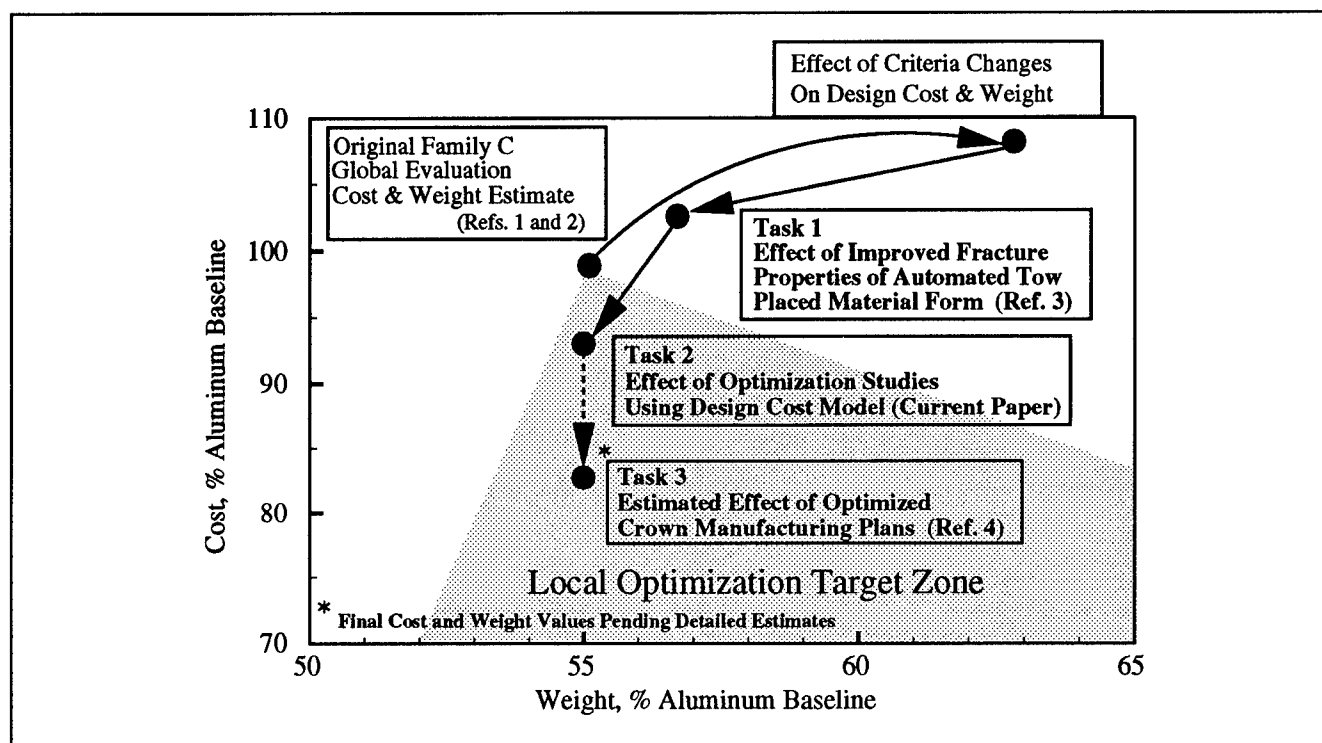 Effect of Criteria Changes
On Design Cost & Weight
110
Original Family C
Global Evaluation
Cost & Weight Estimate
(Refs. 1 and 2)
Task 1
Effect of Improved Fracture
Properties of Automated Tow
Placed Material Form (Ref. 3)
100
Task 2
Effect of Optimization Studies
Using Design Cost Model (Current Paper)
90
*
Task 3
Estimated Effect of Optimized
Crown Manufacturing Plans (Ref. 4)
80
Local Optimization Target Zone
* Final Cost and Weight Values Pending Detailed Estimates
70
Cost, % Aluminum Baseline
50 55 60 65
Weight, % Aluminum Baseline